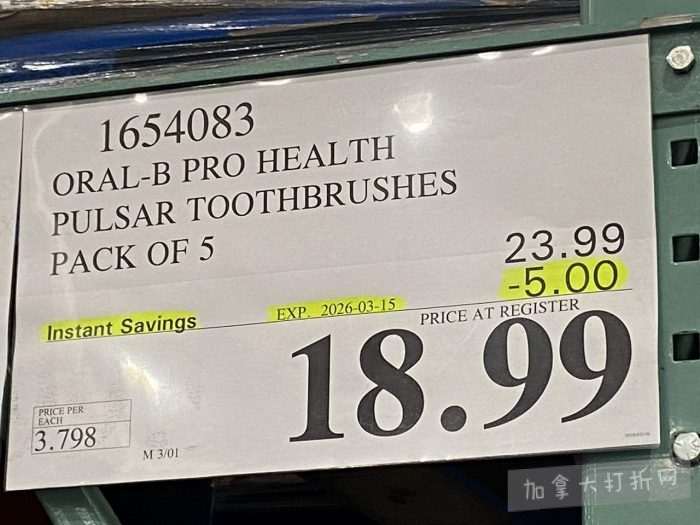 1654083
ORAL-B PRO HEALTH
PULSAR TOOTHBRUSHES
PACK OF 5
23.99
-5.00
Instant Savings EXP. 2026-03-15
PRICE AT REGISTER
18.99
PRICE PER
EACH
3.798
M 3/01
加拿大打折网